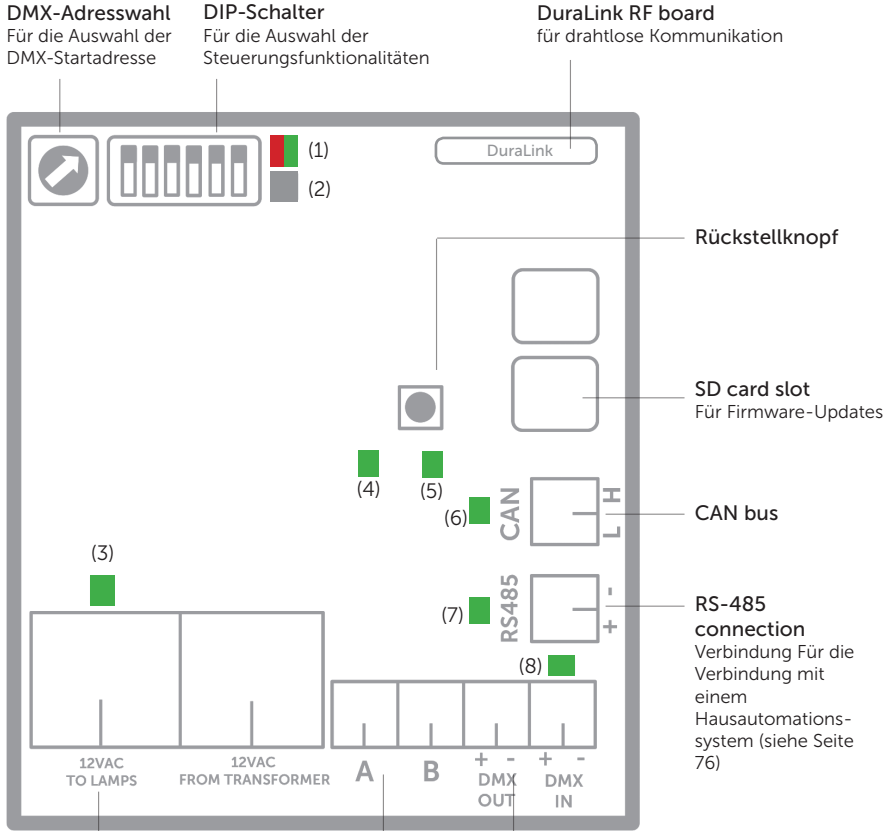 DMX-Adresswahl
Für die Auswahl der
DMX-Startadresse
DIP-Schalter
Für die Auswahl der
Steuerungsfunktionalitäten
DuraLink RF board
für drahtlose Kommunikation
(1)
(2)
DuraLink
Rückstellknopf
SD card slot
Für Firmware-Updates
(4)
(5)
(6)
CAN
H
L
CAN bus
(3)
(7)
RS485
-
+
RS-485
connection
Verbindung Für die
Verbindung mit
einem
Hausautomations-
system (siehe Seite
76)
(8)
12VAC
TO LAMPS
12VAC
FROM TRANSFORMER
A
B
+ -
DMX
OUT
+ -
DMX
IN